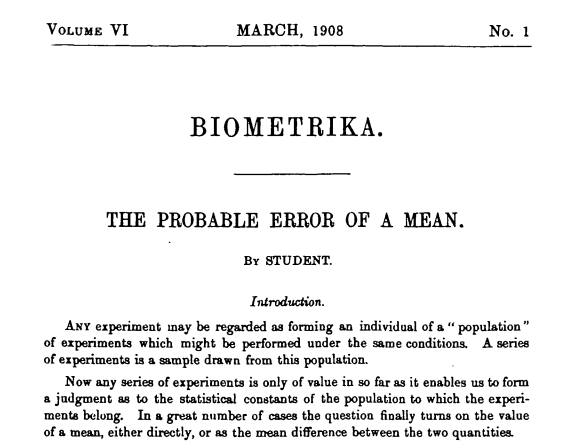 VOLUME VI MARCH, 1908 No. 1
BIOMETRIKA.
THE PROBABLE ERROR OF A MEAN.
BY STUDENT.
Introduction.
ANY experiment may be regarded as forming an individual of a "population"
of experiments which might be performed under the same conditions. A series
of experiments is a sample drawn from this population.
Now any series of experiments is only of value in so far as it enables us to form
a judgment as to the statistical constants of the population to which the experi-
ments belong. In a great number of cases the question finally turns on the value
of a mean, either directly, or as the mean difference between the two quantities.